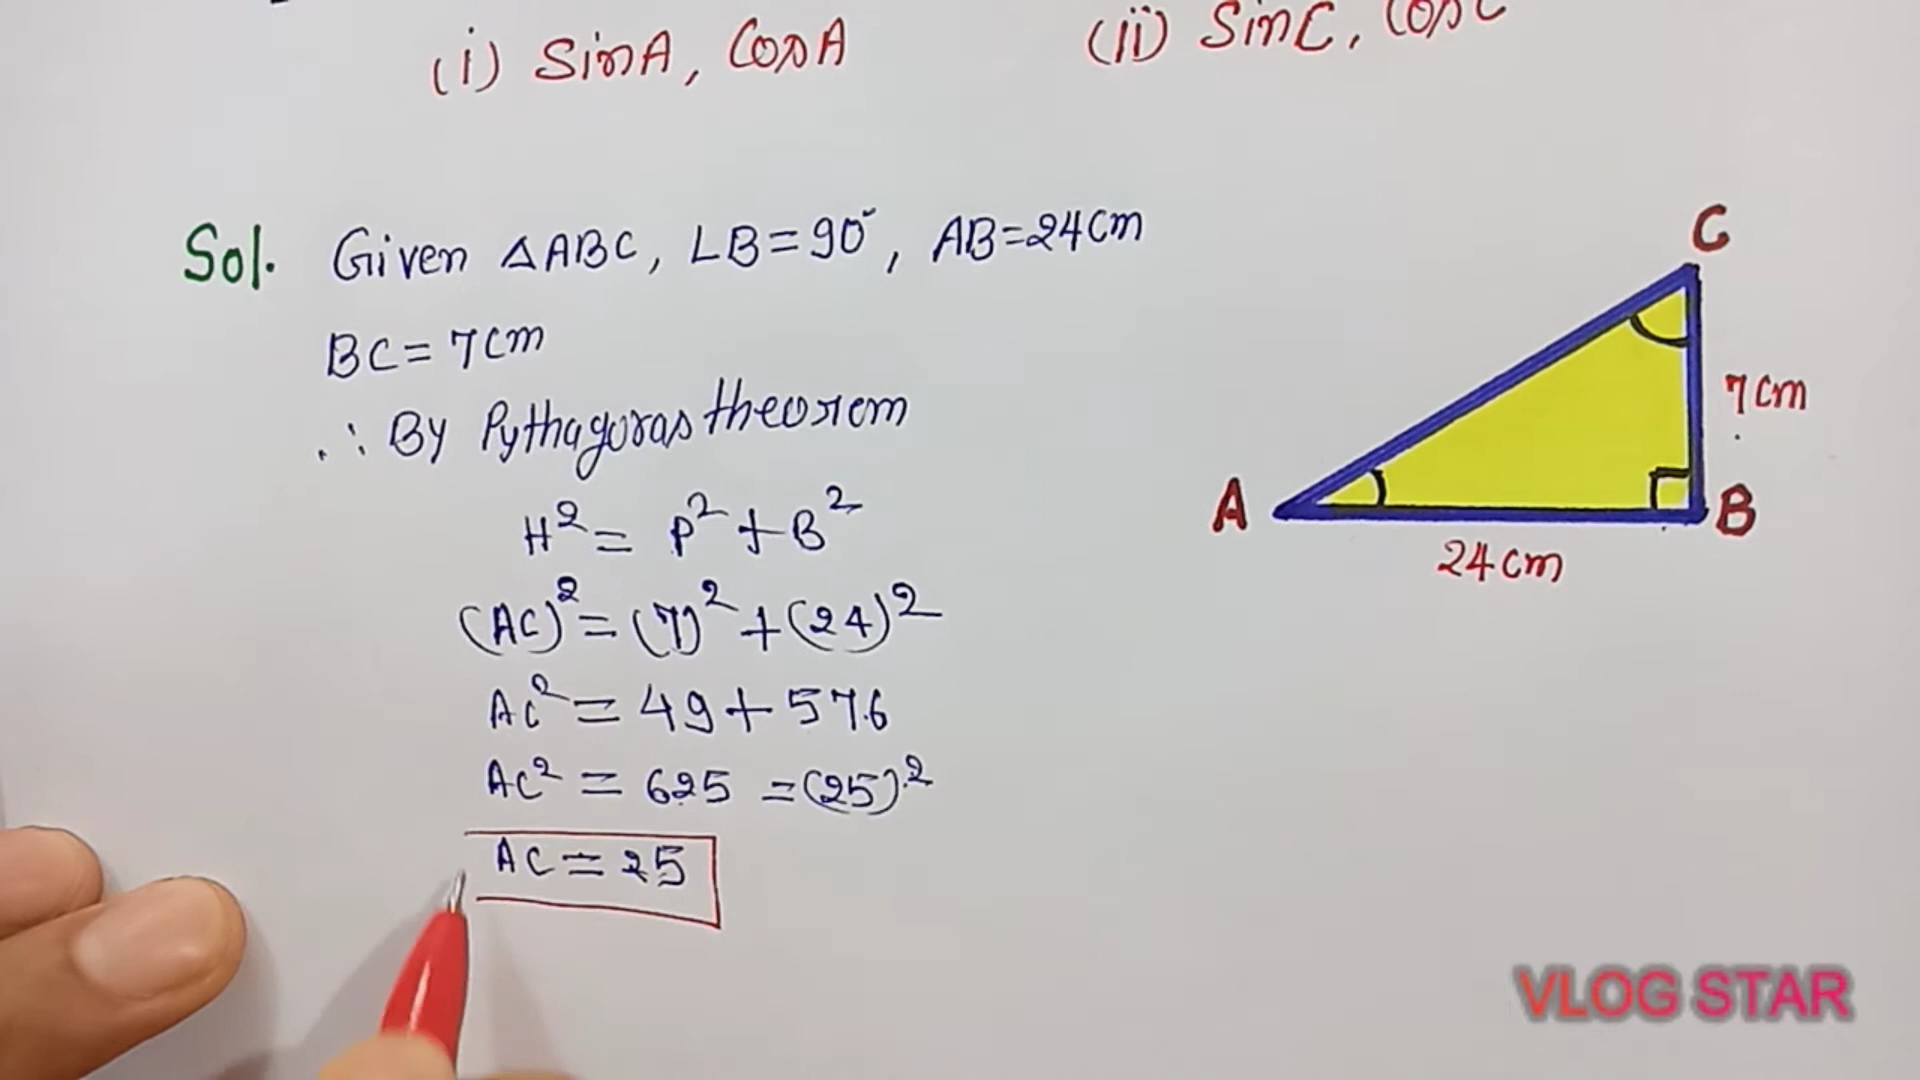 (i) SinA, CosA (ii) SinC, CosC
Sol. Given △ABC, ∠B=90°, AB=24Cm
BC=7Cm
∴ By Pythagoras theorem
H² = P²+B²
(AC)² = (7)²+(24)²
AC² = 49+576
AC² = 625 =(25)²
AC=25
C
7cm
A
B
24cm
VLOG STAR